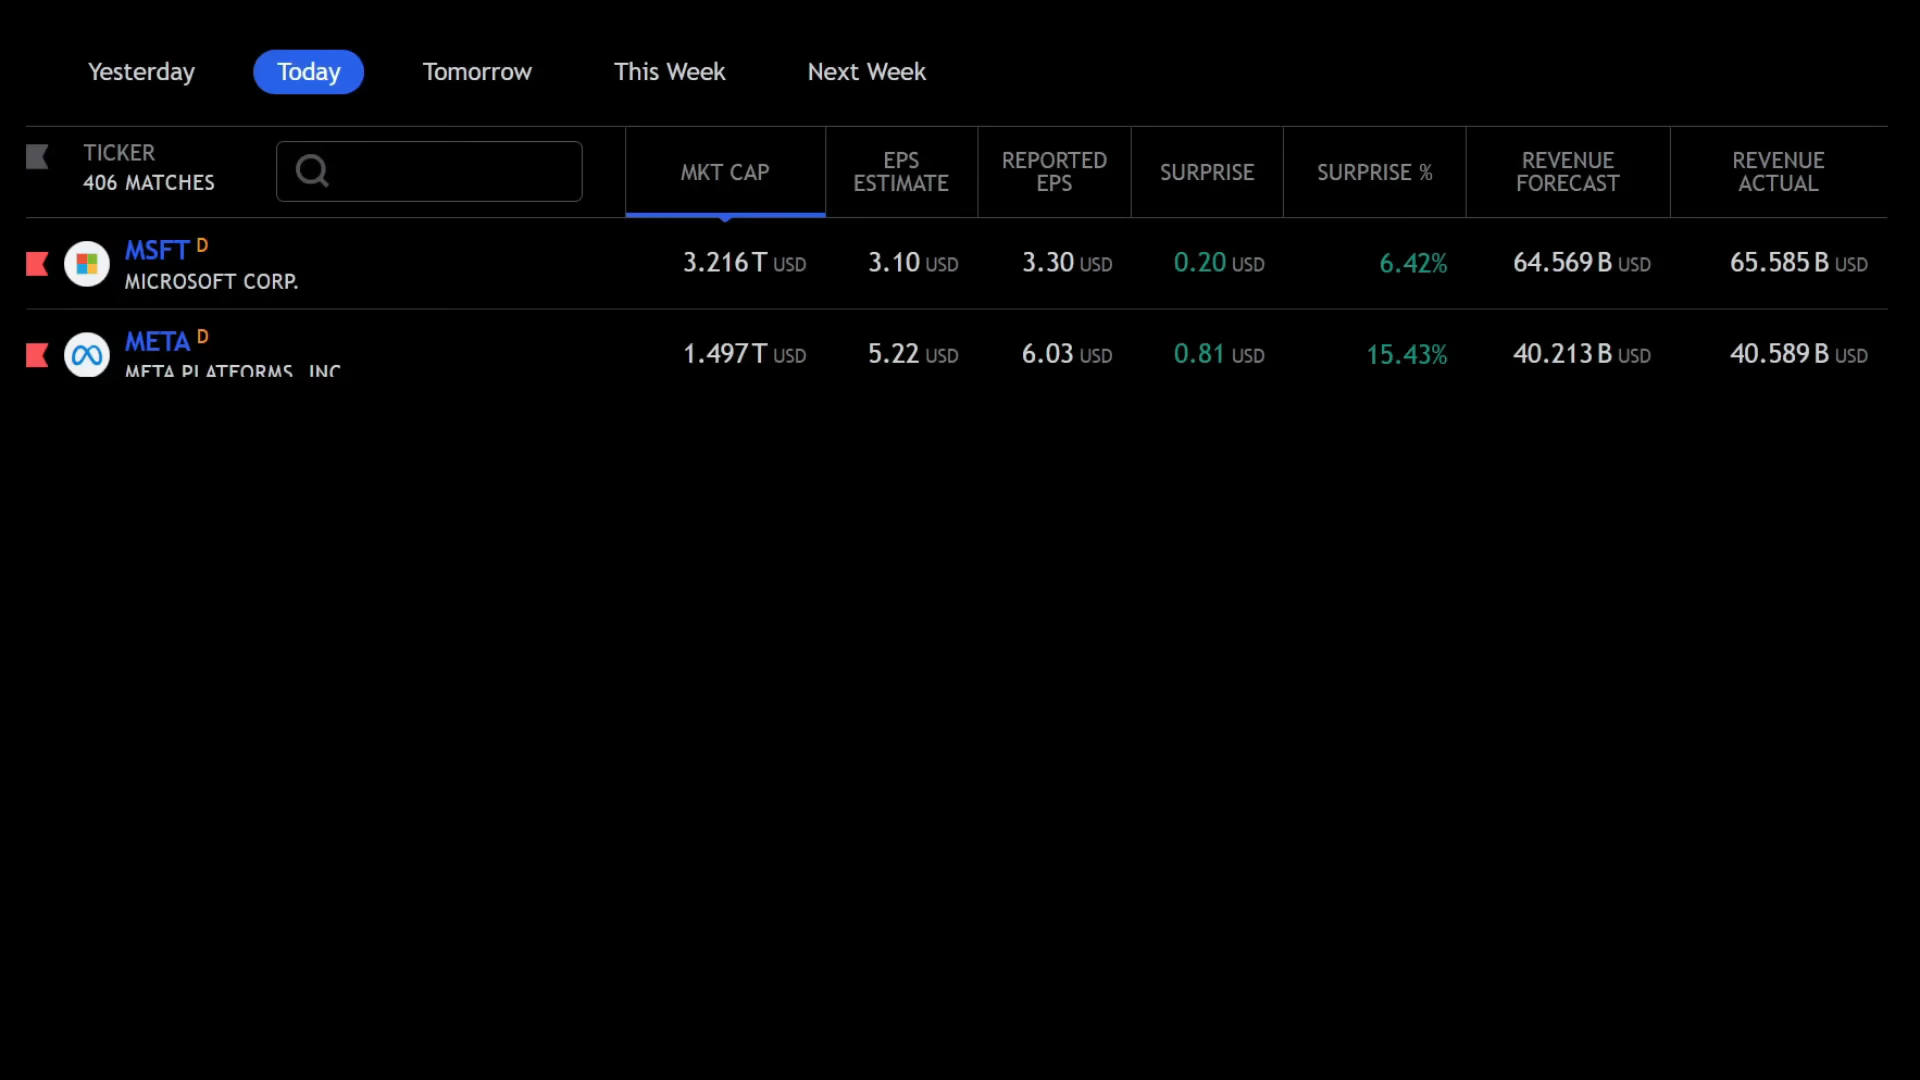 Yesterday Today Tomorrow This Week Next Week
TICKER
406 MATCHES
MKT CAP
EPS
ESTIMATE
REPORTED
EPS
SURPRISE
SURPRISE %
REVENUE
FORECAST
REVENUE
ACTUAL
MSFT D
MICROSOFT CORP.
3.216 T USD 3.10 USD 3.30 USD 0.20 USD 6.42% 64.569 B USD 65.585 B USD
META D
META PLATFORMS, INC
1.497 T USD 5.22 USD 6.03 USD 0.81 USD 15.43% 40.213 B USD 40.589 B USD